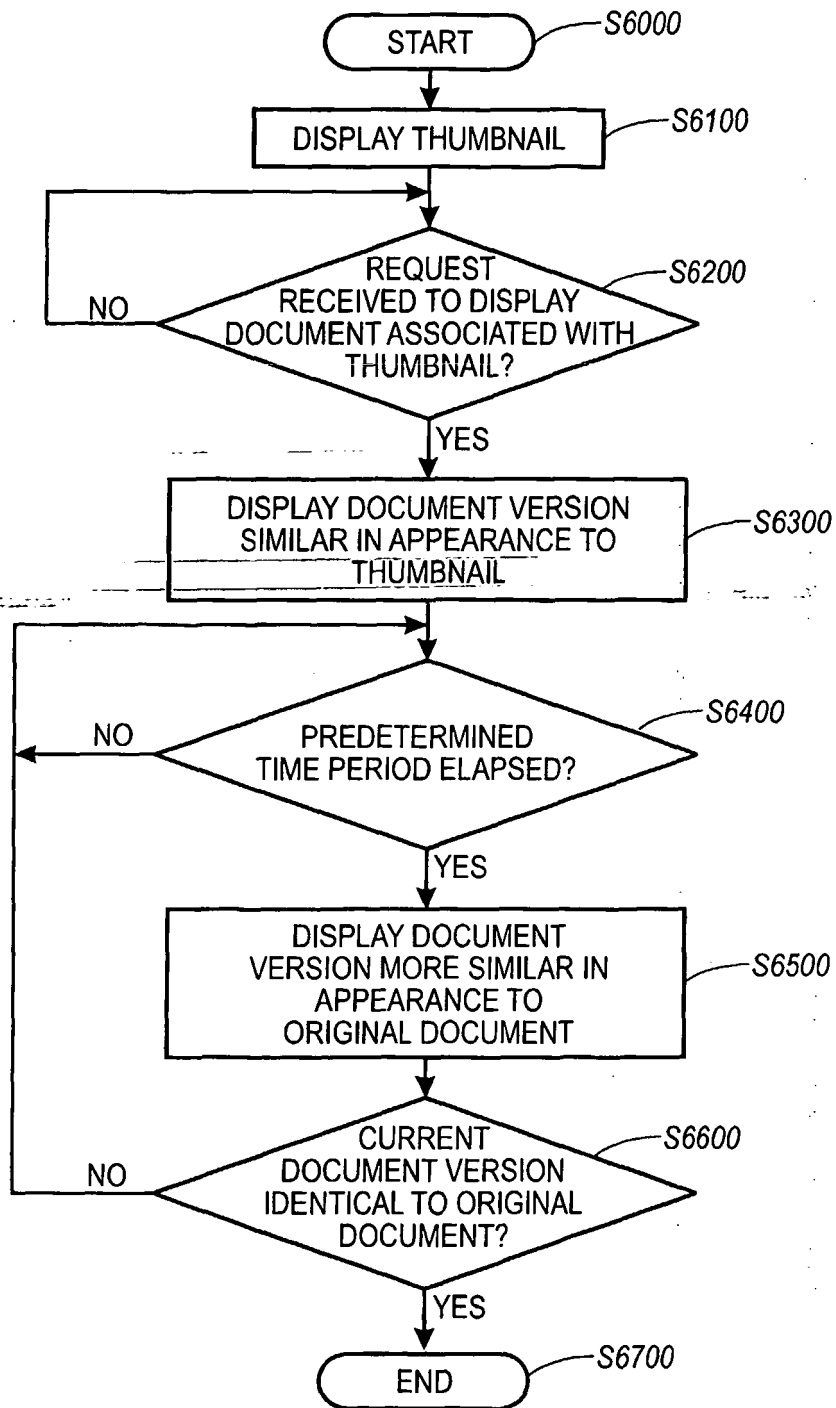 START
S6000
DISPLAY THUMBNAIL
S6100
REQUEST
RECEIVED TO DISPLAY
DOCUMENT ASSOCIATED WITH
THUMBNAIL?
S6200
NO
YES
DISPLAY DOCUMENT VERSION
SIMILAR IN APPEARANCE TO
THUMBNAIL
S6300
PREDETERMINED
TIME PERIOD ELAPSED?
S6400
NO
YES
DISPLAY DOCUMENT
VERSION MORE SIMILAR IN
APPEARANCE TO
ORIGINAL DOCUMENT
S6500
CURRENT
DOCUMENT VERSION
IDENTICAL TO ORIGINAL
DOCUMENT?
S6600
NO
YES
END
S6700